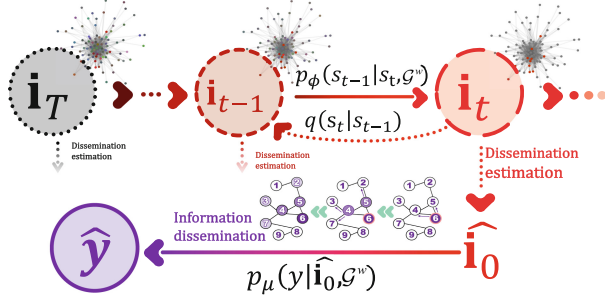 i_T
i_{t−1}
p_ϕ(s_{t−1}|s_t,𝒢^w)
q(s_t|s_{t−1})
i_t
Dissemination
estimation
Dissemination
estimation
Dissemination
estimation
1 2 3 4 5 6 7 8 9
1 2 3 4 5 6 7 8 9
1 2 3 4 5 6 7 8 9
Information
dissemination
ŷ
p_μ(y|î_0,𝒢^w)
î_0